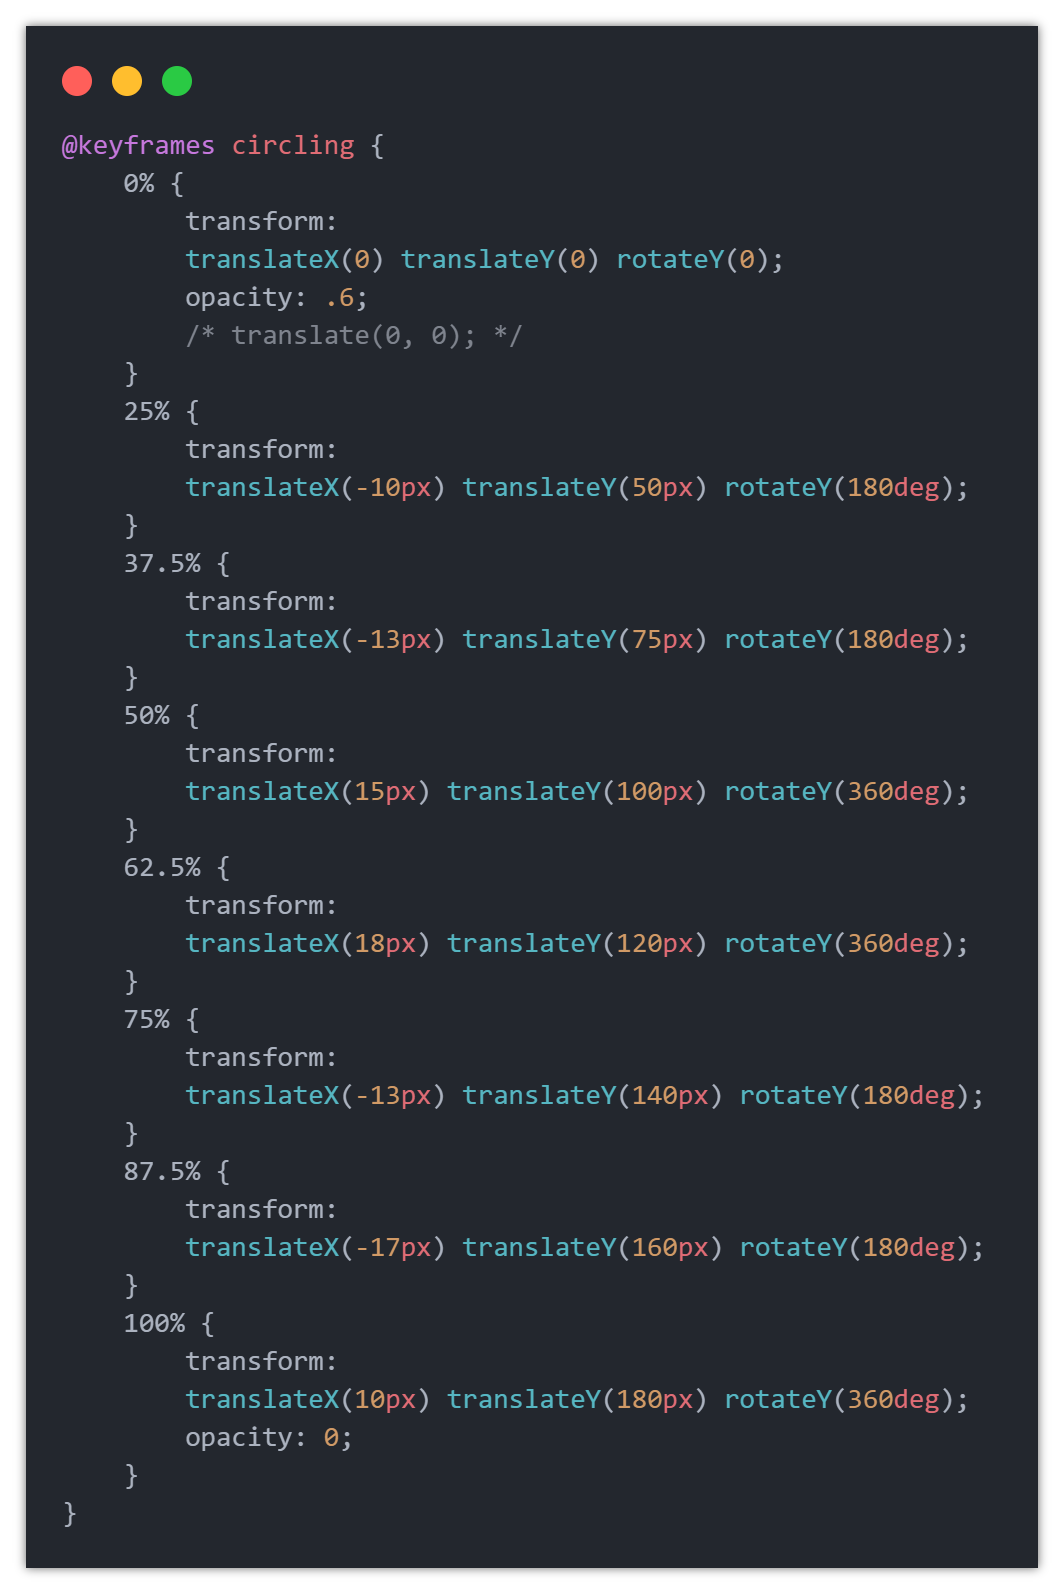 @keyframes circling {
    0% {
        transform:
        translateX(0) translateY(0) rotateY(0);
        opacity: .6;
        /* translate(0, 0); */
    }
    25% {
        transform:
        translateX(-10px) translateY(50px) rotateY(180deg);
    }
    37.5% {
        transform:
        translateX(-13px) translateY(75px) rotateY(180deg);
    }
    50% {
        transform:
        translateX(15px) translateY(100px) rotateY(360deg);
    }
    62.5% {
        transform:
        translateX(18px) translateY(120px) rotateY(360deg);
    }
    75% {
        transform:
        translateX(-13px) translateY(140px) rotateY(180deg);
    }
    87.5% {
        transform:
        translateX(-17px) translateY(160px) rotateY(180deg);
    }
    100% {
        transform:
        translateX(10px) translateY(180px) rotateY(360deg);
        opacity: 0;
    }
}